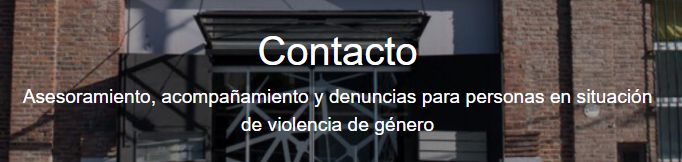 Contacto
Asesoramiento, acompañamiento y denuncias para personas en situación
de violencia de género